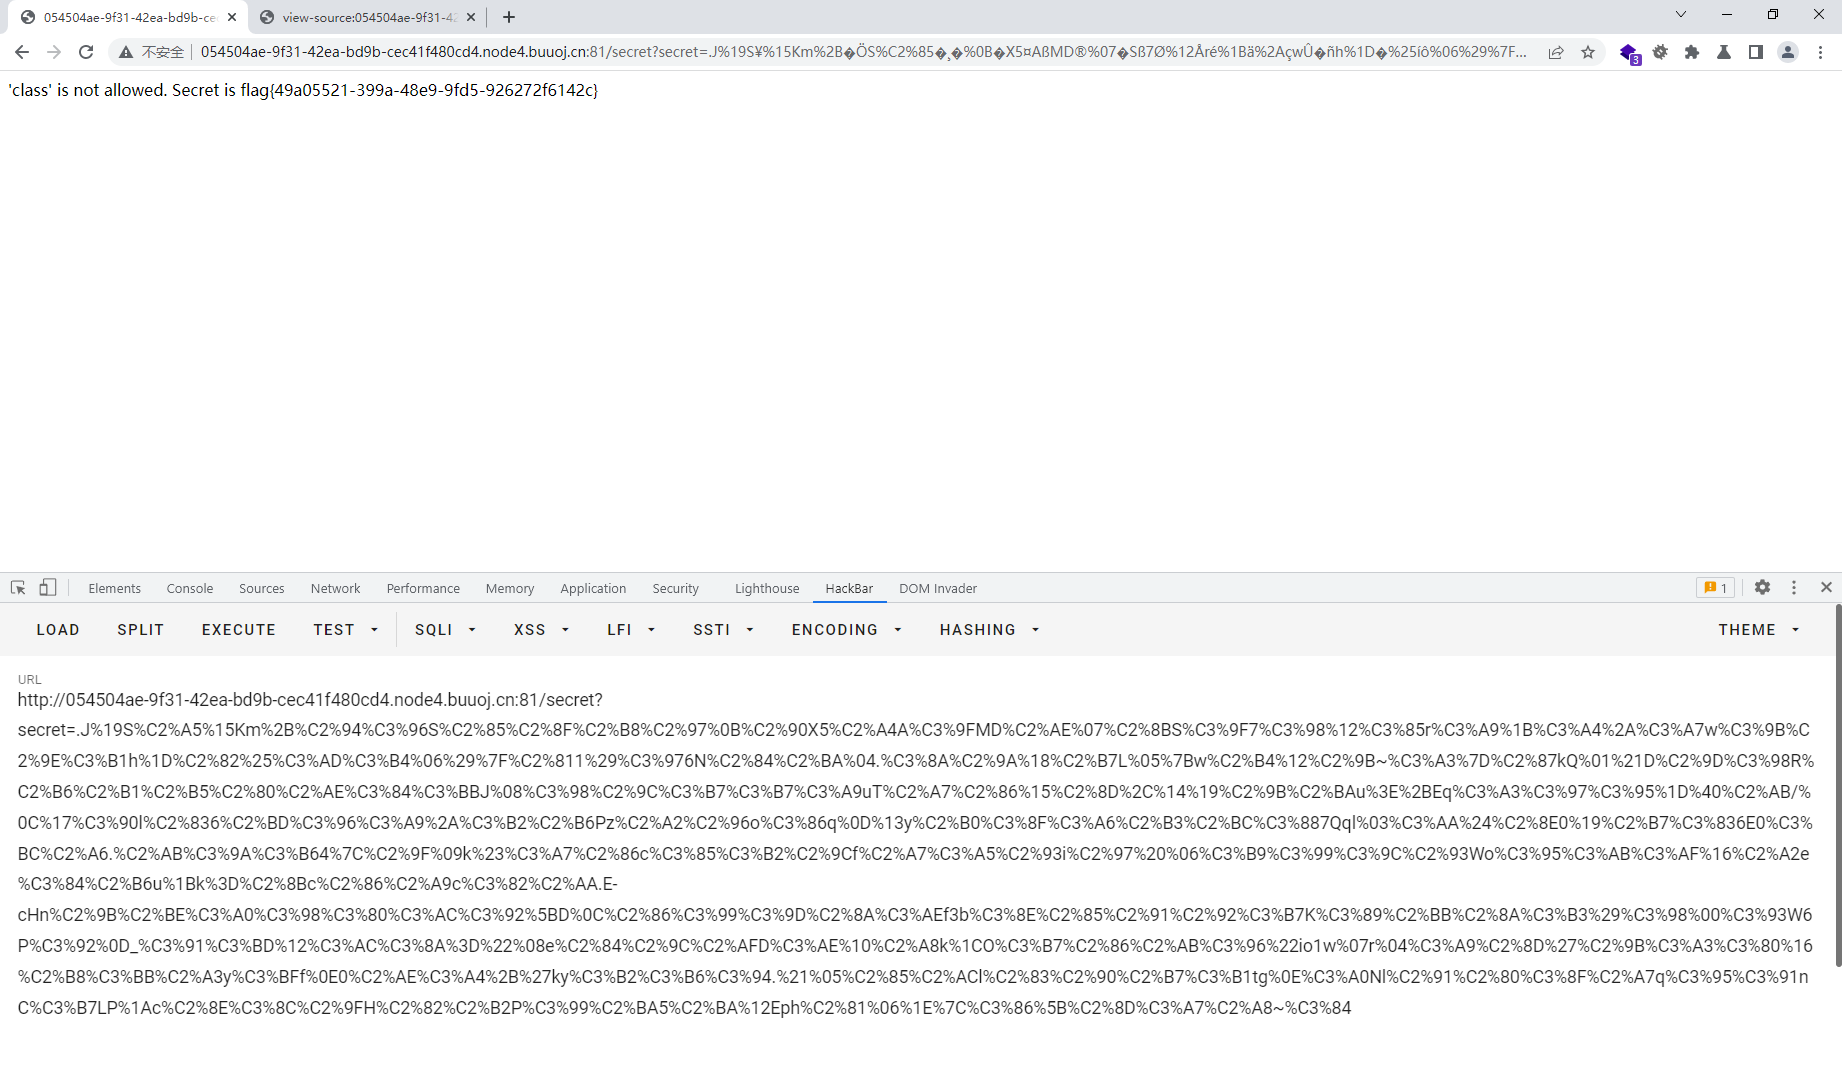 054504ae-9f31-42ea-bd9b-ce
view-source:054504ae-9f31-42
不安全
054504ae-9f31-42ea-bd9b-cec41f480cd4.node4.buuoj.cn:81/secret?secret=.J%19S¥%15Km%2B�ÖS%C2%85�¸�%0B�X5¤AßMD®%07�Sß7Ø%12Åré%1Bä%2AçwÛ�ñh%1D�%25íô%06%29%7F...
3
'class' is not allowed. Secret is flag{49a05521-399a-48e9-9fd5-926272f6142c}
Elements Console Sources Network Performance Memory Application Security Lighthouse HackBar DOM Invader 1
LOAD SPLIT EXECUTE TEST SQLI XSS LFI SSTI ENCODING HASHING THEME
URL
http://054504ae-9f31-42ea-bd9b-cec41f480cd4.node4.buuoj.cn:81/secret?
secret=.J%19S%C2%A5%15Km%2B%C2%94%C3%96S%C2%85%C2%8F%C2%B8%C2%97%0B%C2%90X5%C2%A4A%C3%9FMD%C2%AE%07%C2%8BS%C3%9F7%C3%98%12%C3%85r%C3%A9%1B%C3%A4%2A%C3%A7w%C3%9B%C
2%9E%C3%B1h%1D%C2%82%25%C3%AD%C3%B4%06%29%7F%C2%811%29%C3%976N%C2%84%C2%BA%04.%C3%8A%C2%9A%18%C2%B7L%05%7Bw%C2%B4%12%C2%9B~%C3%A3%7D%C2%87kQ%01%21D%C2%9D%C3%98R%
C2%B6%C2%B1%C2%B5%C2%80%C2%AE%C3%84%C3%BBJ%08%C3%98%C2%9C%C3%B7%C3%B7%C3%A9uT%C2%A7%C2%86%15%C2%8D%2C%14%19%C2%9B%C2%BAu%3E%2BEq%C3%A3%C3%97%C3%95%1D%40%C2%AB/%
0C%17%C3%90l%C2%836%C2%BD%C3%96%C3%A9%2A%C3%B2%C2%B6Pz%C2%A2%C2%96o%C3%86q%0D%13y%C2%B0%C3%8F%C3%A6%C2%B3%C2%BC%C3%887Qql%03%C3%AA%24%C2%8E0%19%C2%B7%C3%836E0%C3%
BC%C2%A6.%C2%AB%C3%9A%C3%B64%7C%C2%9F%09k%23%C3%A7%C2%86c%C3%85%C3%B2%C2%9Cf%C2%A7%C3%A5%C2%93i%C2%97%20%06%C3%B9%C3%99%C3%9C%C2%93Wo%C3%95%C3%AB%C3%AF%16%C2%A2e
%C3%84%C2%B6u%1Bk%3D%C2%8Bc%C2%86%C2%A9c%C3%82%C2%AA.E-
cHn%C2%9B%C2%BE%C3%A0%C3%98%C3%80%C3%AC%C3%92%5BD%0C%C2%86%C3%99%C3%9D%C2%8A%C3%AEf3b%C3%8E%C2%85%C2%91%C2%92%C3%B7K%C3%89%C2%BB%C2%8A%C3%B3%29%C3%98%00%C3%93W6
P%C3%92%0D_%C3%91%C3%BD%12%C3%AC%C3%8A%3D%22%08e%C2%84%C2%9C%C2%AFD%C3%AE%10%C2%A8k%1CO%C3%B7%C2%86%C2%AB%C3%96%22io1w%07r%04%C3%A9%C2%8D%27%C2%9B%C3%A3%C3%80%16
%C2%B8%C3%BB%C2%A3y%C3%BFf%0E0%C2%AE%C3%A4%2B%27ky%C3%B2%C3%B6%C3%94.%21%05%C2%85%C2%ACl%C2%83%C2%90%C2%B7%C3%B1tg%0E%C3%A0Nl%C2%91%C2%80%C3%8F%C2%A7q%C3%95%C3%91n
C%C3%B7LP%1Ac%C2%8E%C3%8C%C2%9FH%C2%82%C2%B2P%C3%99%C2%BA5%C2%BA%12Eph%C2%81%06%1E%7C%C3%86%5B%C2%8D%C3%A7%C2%A8~%C3%84